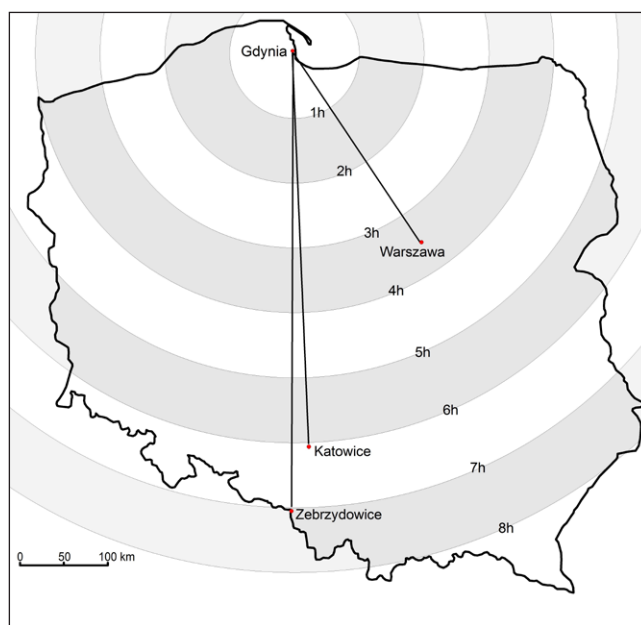 Gdynia
1h
2h
3h
Warszawa
4h
5h
6h
Katowice
7h
Zebrzydowice
8h
0 50 100 km